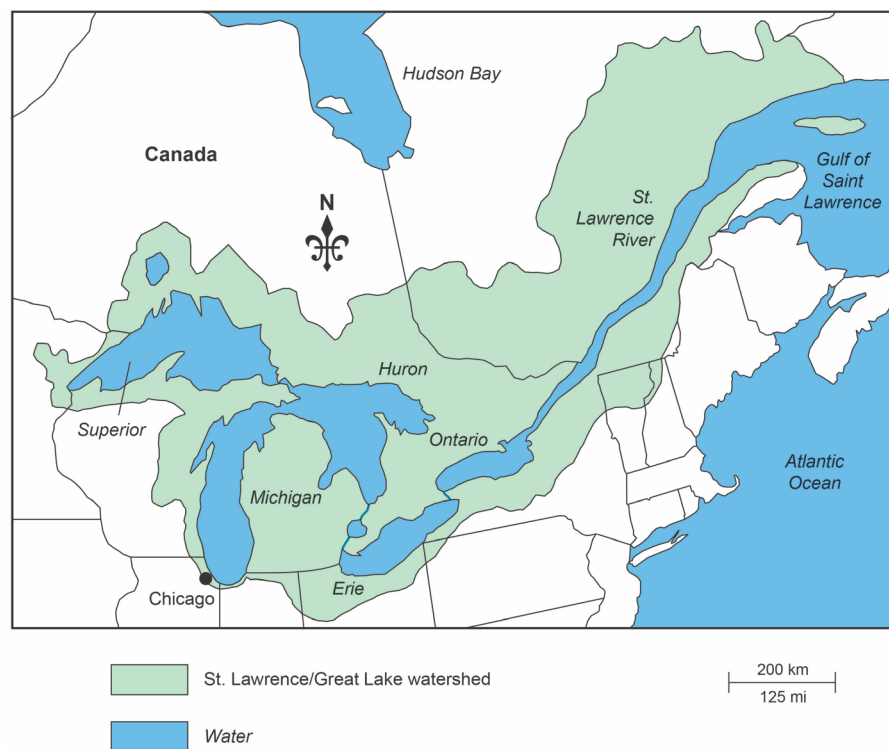 Hudson Bay
Canada
Gulf of
Saint
Lawrence
N
St.
Lawrence
River
Huron
Superior
Ontario
Atlantic
Ocean
Michigan
Erie
Chicago
St. Lawrence/Great Lake watershed
200 km
125 mi
Water